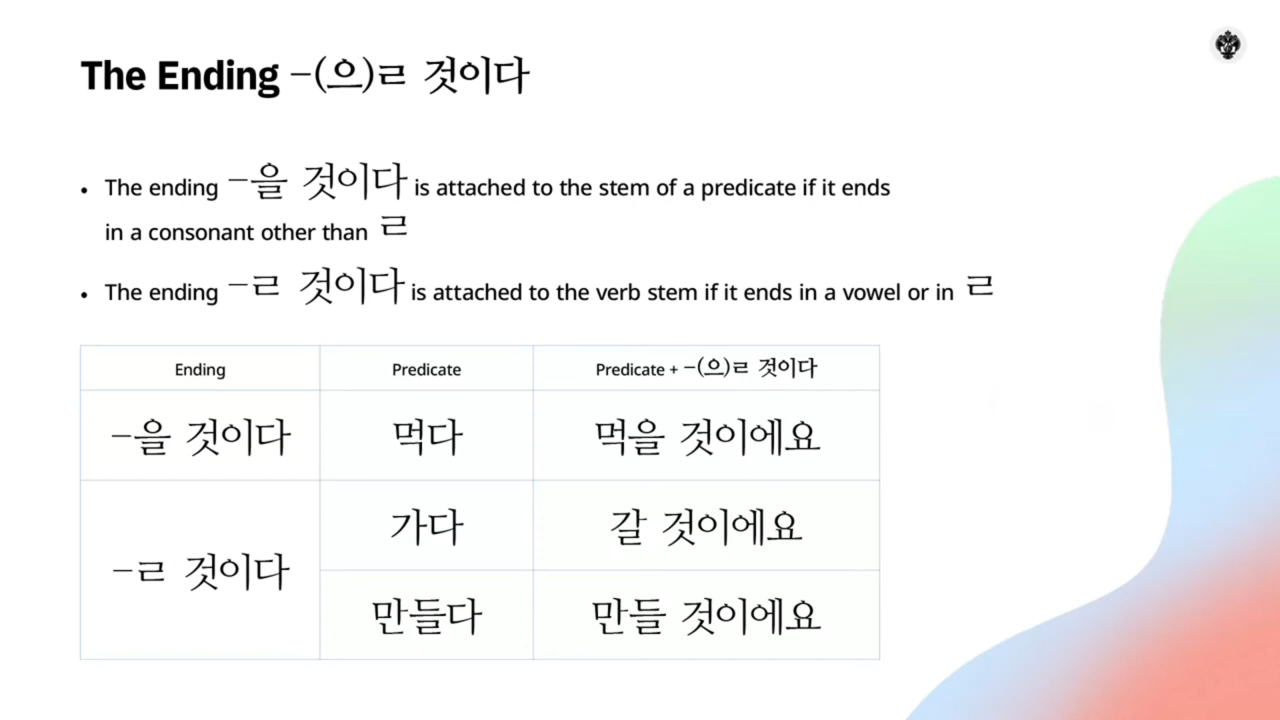 The Ending -(으)ㄹ 것이다
• The ending -을 것이다 is attached to the stem of a predicate if it ends
in a consonant other than ㄹ
• The ending -ㄹ 것이다 is attached to the verb stem if it ends in a vowel or in ㄹ
Ending Predicate Predicate + -(으)ㄹ 것이다
-을 것이다 먹다 먹을 것이에요
가다 갈 것이에요
-ㄹ 것이다
만들다 만들 것이에요